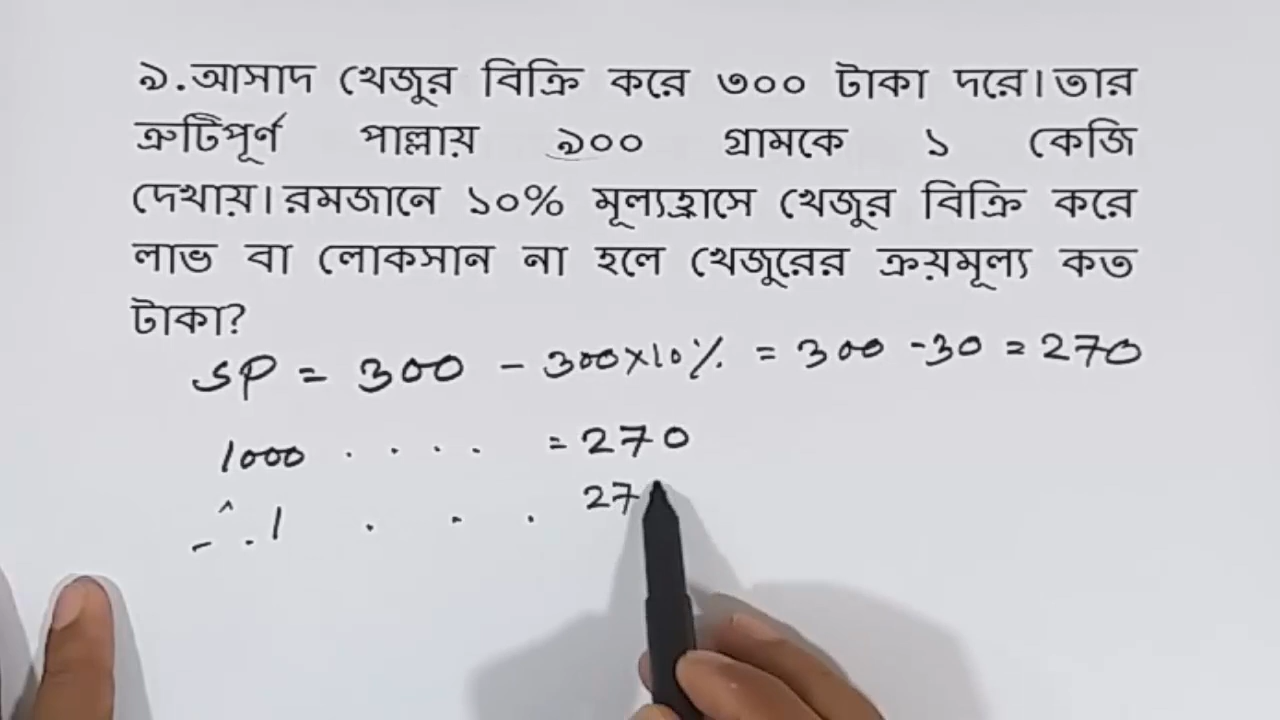 ৯.আসাদ খেজুর বিক্রি করে ৩০০ টাকা দরে।তার
ত্রুটিপূর্ণ পাল্লায় ৯০০ গ্রামকে ১ কেজি
দেখায়।রমজানে ১০% মূল্যহ্রাসে খেজুর বিক্রি করে
লাভ বা লোকসান না হলে খেজুরের ক্রয়মূল্য কত
টাকা?
SP = 300 - 300×10% = 300 - 30 = 270
1000 . . . . = 270
∴ 1 . . . 27